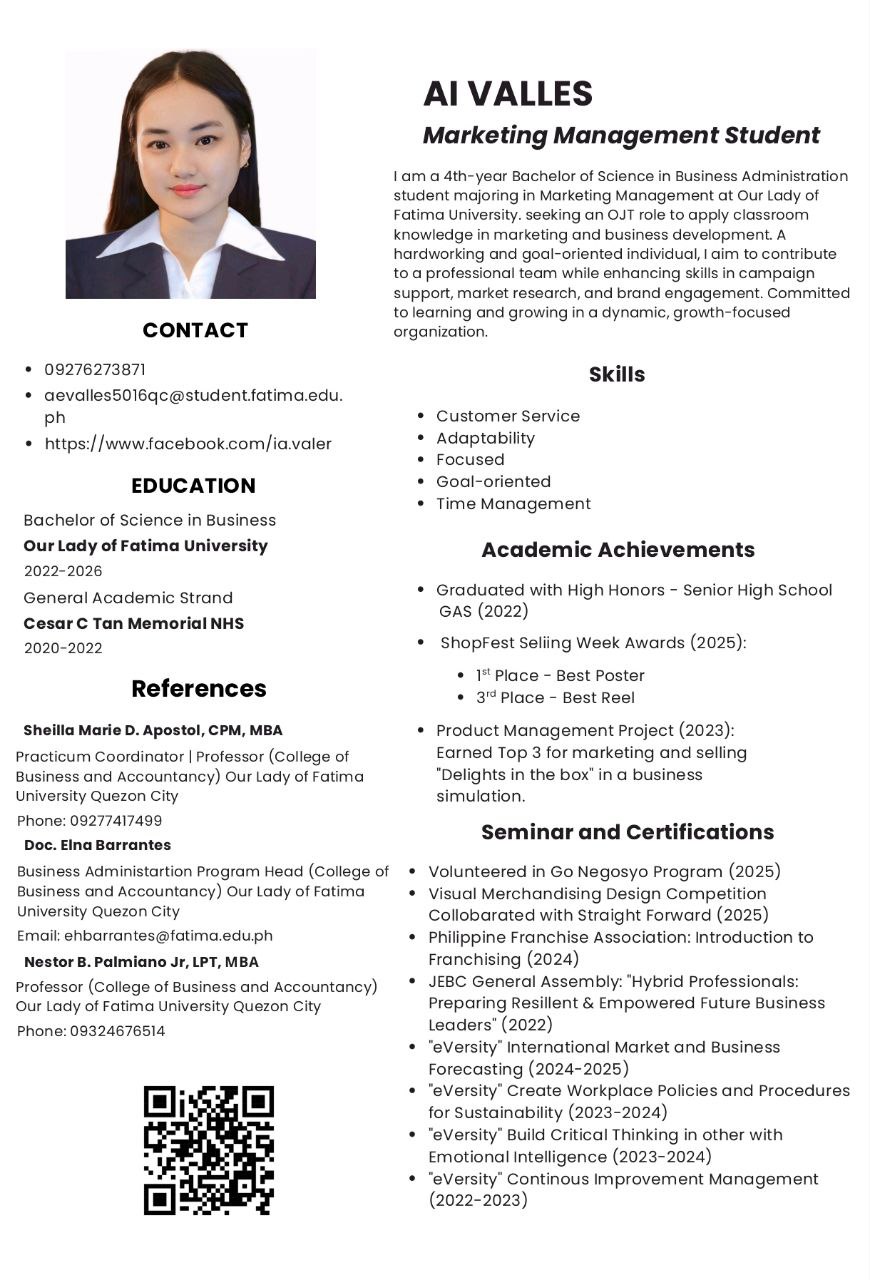 AI VALLES
Marketing Management Student
I am a 4th-year Bachelor of Science in Business Administration
student majoring in Marketing Management at Our Lady of
Fatima University. seeking an OJT role to apply classroom
knowledge in marketing and business development. A
hardworking and goal-oriented individual, I aim to contribute
to a professional team while enhancing skills in campaign
support, market research, and brand engagement. Committed
to learning and growing in a dynamic, growth-focused
organization.
CONTACT
• 09276273871
• aevalles5016qc@student.fatima.edu.
ph
• https://www.facebook.com/ia.valer
EDUCATION
Bachelor of Science in Business
Our Lady of Fatima University
2022-2026
General Academic Strand
Cesar C Tan Memorial NHS
2020-2022
References
Sheilla Marie D. Apostol, CPM, MBA
Practicum Coordinator | Professor (College of
Business and Accountancy) Our Lady of Fatima
University Quezon City
Phone: 09277417499
Doc. Elna Barrantes
Business Administartion Program Head (College of
Business and Accountancy) Our Lady of Fatima
University Quezon City
Email: ehbarrantes@fatima.edu.ph
Nestor B. Palmiano Jr, LPT, MBA
Professor (College of Business and Accountancy)
Our Lady of Fatima University Quezon City
Phone: 09324676514
Skills
• Customer Service
• Adaptability
• Focused
• Goal-oriented
• Time Management
Academic Achievements
• Graduated with High Honors - Senior High School
GAS (2022)
• ShopFest Seliing Week Awards (2025):
• 1st Place - Best Poster
• 3rd Place - Best Reel
• Product Management Project (2023):
Earned Top 3 for marketing and selling
"Delights in the box" in a business
simulation.
Seminar and Certifications
• Volunteered in Go Negosyo Program (2025)
• Visual Merchandising Design Competition
Collobarated with Straight Forward (2025)
• Philippine Franchise Association: Introduction to
Franchising (2024)
• JEBC General Assembly: "Hybrid Professionals:
Preparing Resillent & Empowered Future Business
Leaders" (2022)
• "eVersity" International Market and Business
Forecasting (2024-2025)
• "eVersity" Create Workplace Policies and Procedures
for Sustainability (2023-2024)
• "eVersity" Build Critical Thinking in other with
Emotional Intelligence (2023-2024)
• "eVersity" Continous Improvement Management
(2022-2023)